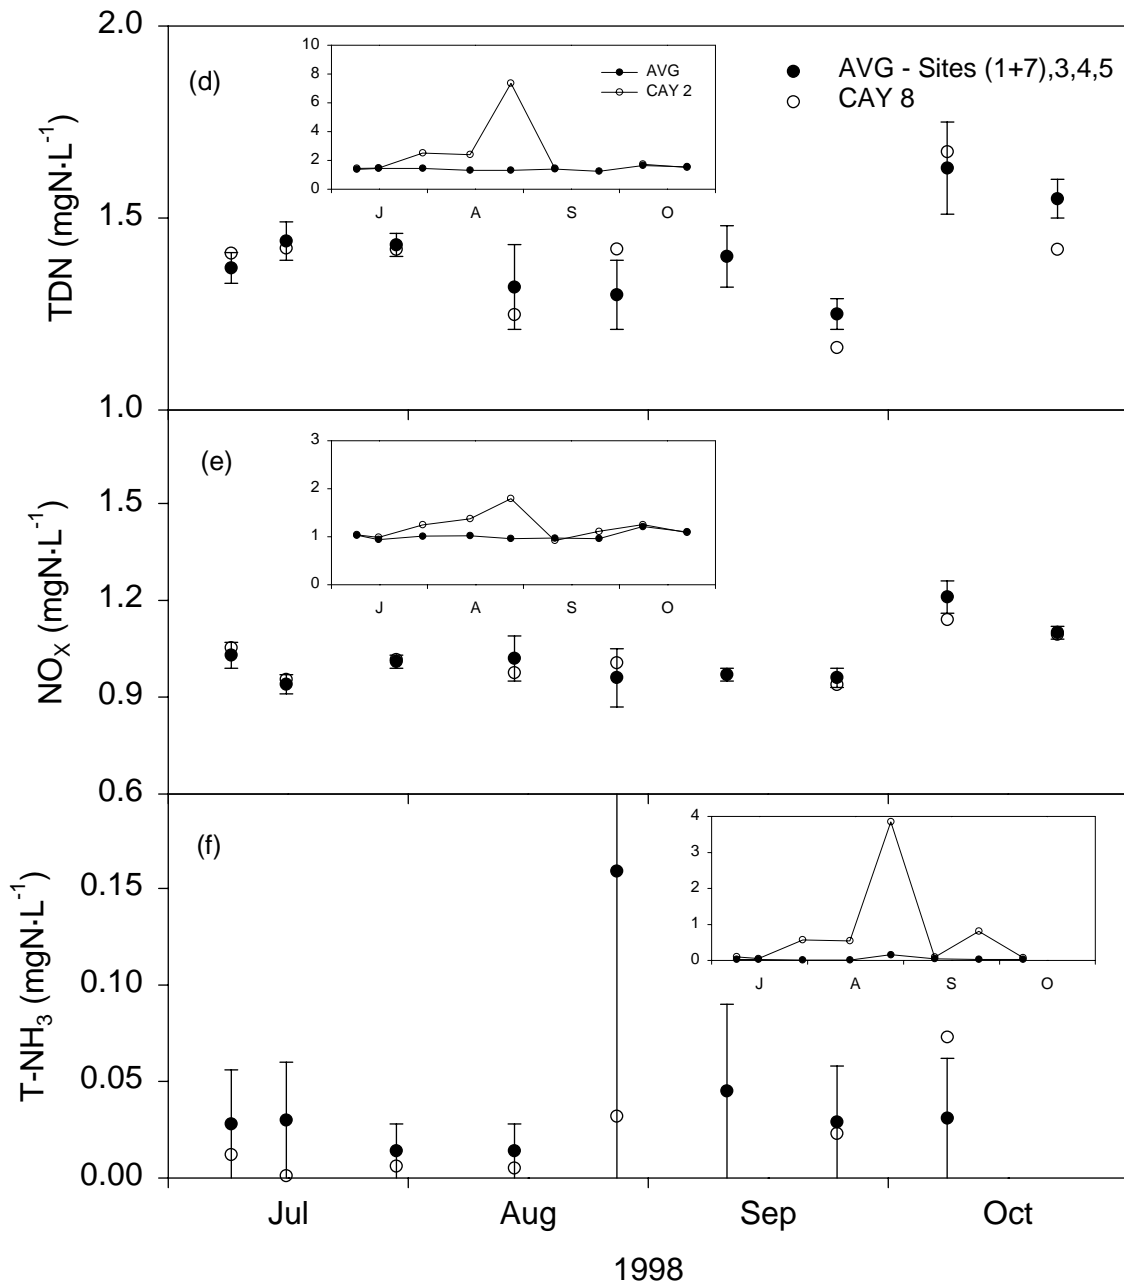 2.0
(d)
10
8
6
4
2
0
AVG
CAY 2
J A S O
AVG - Sites (1+7),3,4,5
CAY 8
TDN (mgN·L⁻¹)
1.5
1.0
(e)
3
2
1
0
J A S O
NOX (mgN·L⁻¹)
1.5
1.2
0.9
0.6
(f)
4
3
2
1
0
J A S O
T-NH3 (mgN·L⁻¹)
0.15
0.10
0.05
0.00
Jul Aug Sep Oct
1998